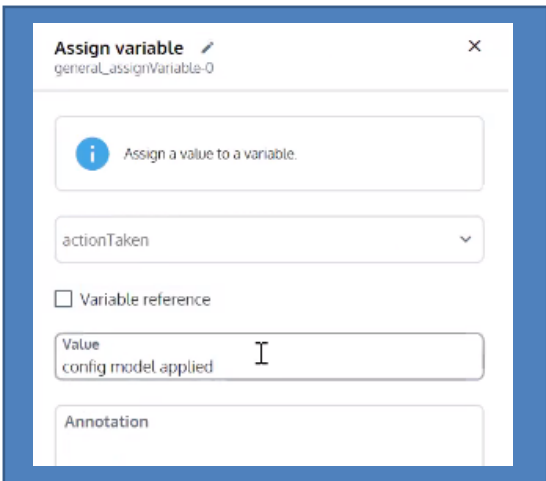 Assign variable
general_assignVariable-0
Assign a value to a variable.
actionTaken
Variable reference
Value
config model applied
Annotation